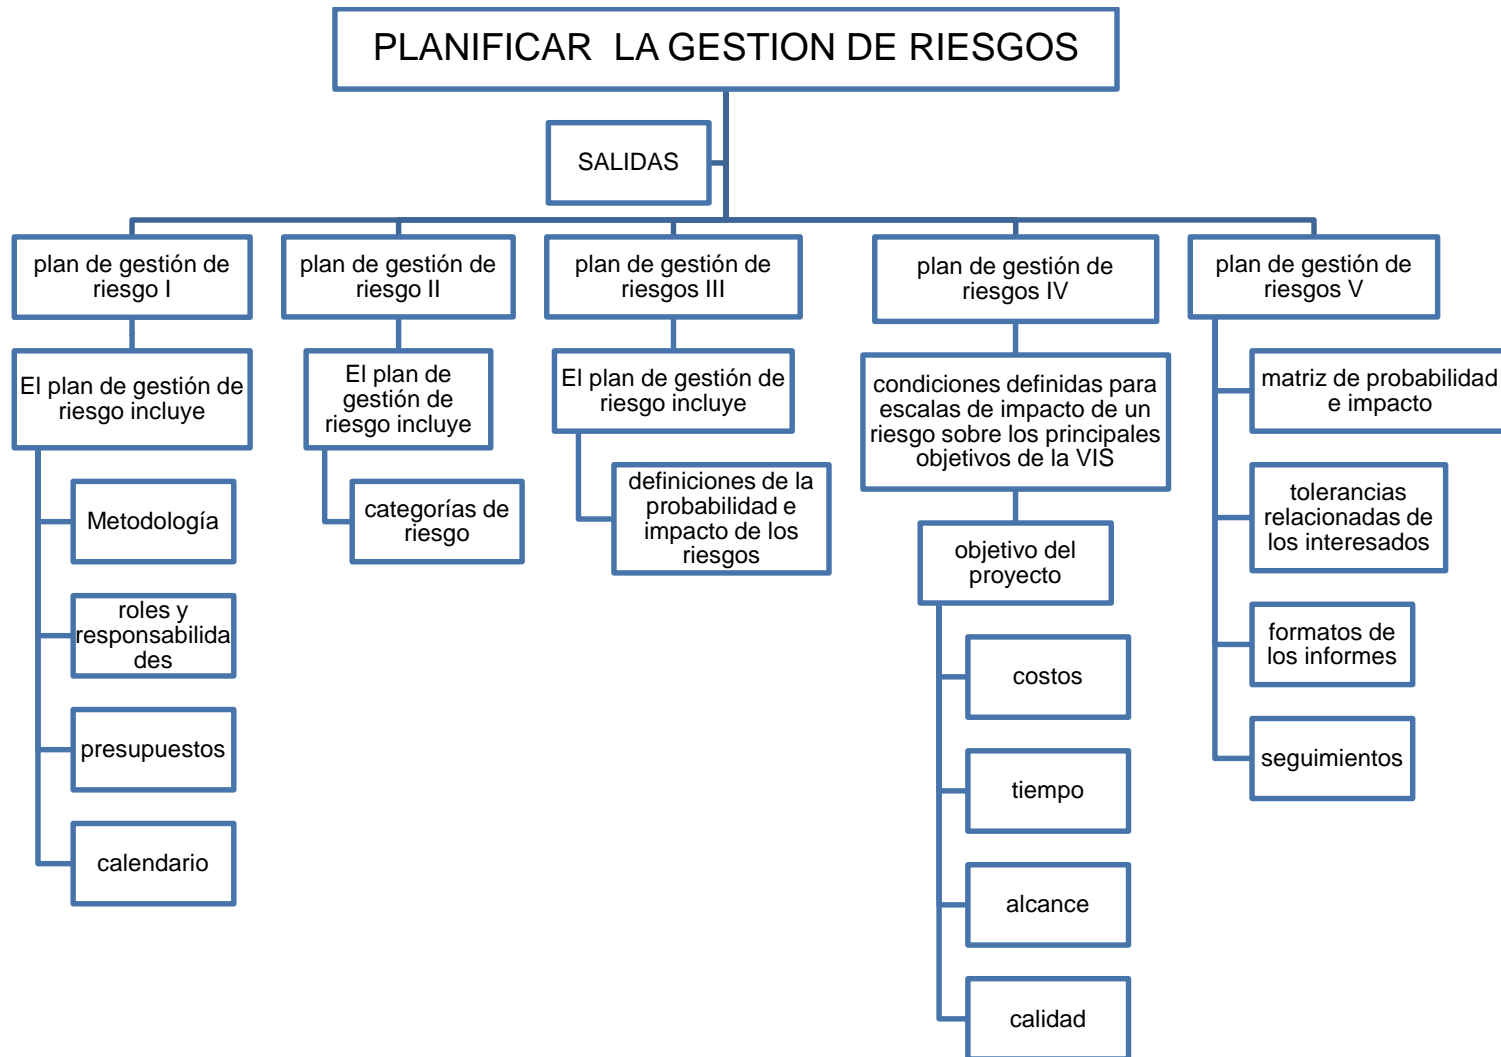 PLANIFICAR LA GESTION DE RIESGOS
SALIDAS
plan de gestión de
riesgo I
El plan de gestión de
riesgo incluye
Metodología
roles y
responsabilida
des
presupuestos
calendario
plan de gestión de
riesgo II
El plan de
gestión de
riesgo incluye
categorías de
riesgo
plan de gestión de
riesgos III
El plan de gestión de
riesgo incluye
definiciones de la
probabilidad e
impacto de los
riesgos
plan de gestión de
riesgos IV
condiciones definidas para
escalas de impacto de un
riesgo sobre los principales
objetivos de la VIS
objetivo del
proyecto
costos
tiempo
alcance
calidad
plan de gestión de
riesgos V
matriz de probabilidad
e impacto
tolerancias
relacionadas de
los interesados
formatos de
los informes
seguimientos